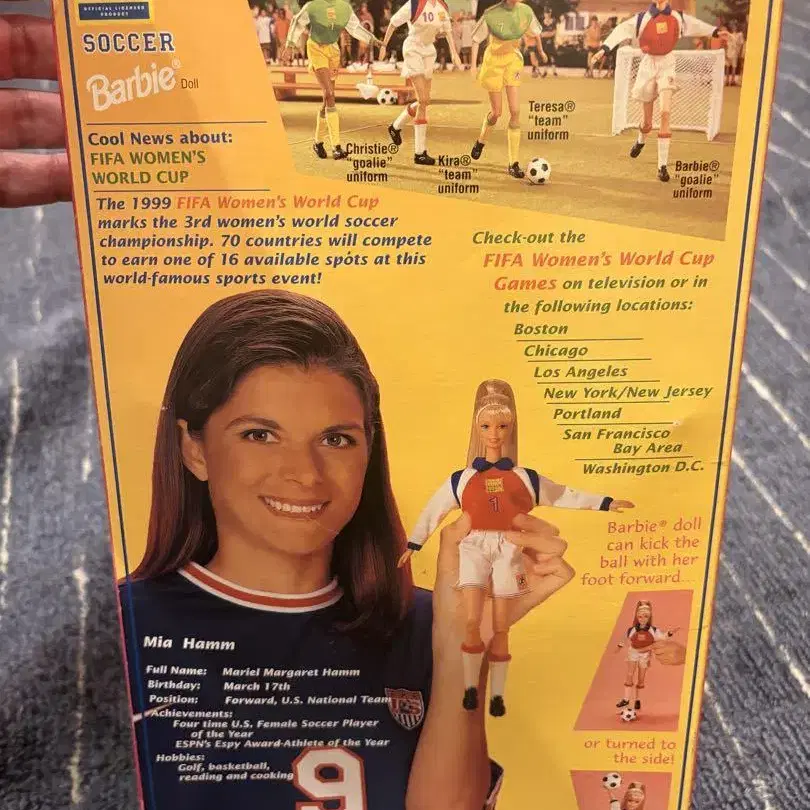 OFFICIAL LICENSED
PRODUCT
SOCCER
Barbie® Doll
10
Christie®
"goalie"
uniform
Kira®
"team"
uniform
Teresa®
"team"
uniform
Barbie®
"goalie"
uniform
Cool News about:
FIFA WOMEN'S
WORLD CUP
The 1999 FIFA Women's World Cup
marks the 3rd women's world soccer
championship. 70 countries will compete
to earn one of 16 available spots at this
world-famous sports event!
Check-out the
FIFA Women's World Cup
Games on television or in
the following locations:
Boston
Chicago
Los Angeles
New York/New Jersey
Portland
San Francisco
Bay Area
Washington D.C.
1
Barbie® doll
can kick the
ball with her
foot forward...
or turned to
the side!
Mia Hamm
Full Name: Mariel Margaret Hamm
Birthday: March 17th
Position: Forward, U.S. National Team
Achievements:
Four time U.S. Female Soccer Player
of the Year
ESPN's Espy Award-Athlete of the Year
Hobbies:
Golf, basketball,
reading and cooking
US
9